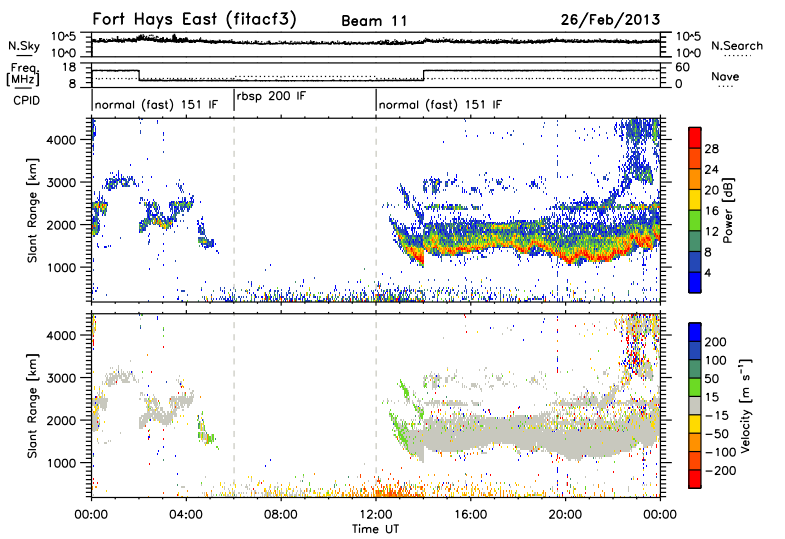 Fort Hays East (fitacf3) Beam 11 26/Feb/2013
N.Sky 10^5 10^0 10^5 10^0 N.Search
Freq. [MHz] 18 8 60 0 Nave
CPID normal (fast) 151 IF rbsp 200 IF normal (fast) 151 IF
Slant Range [km] 4000 3000 2000 1000
Power [dB] 28 24 20 16 12 8 4
Slant Range [km] 4000 3000 2000 1000
Velocity [m s⁻¹] 200 100 50 15 −15 −50 −100 −200
00:00 04:00 08:00 12:00 16:00 20:00 00:00
Time UT